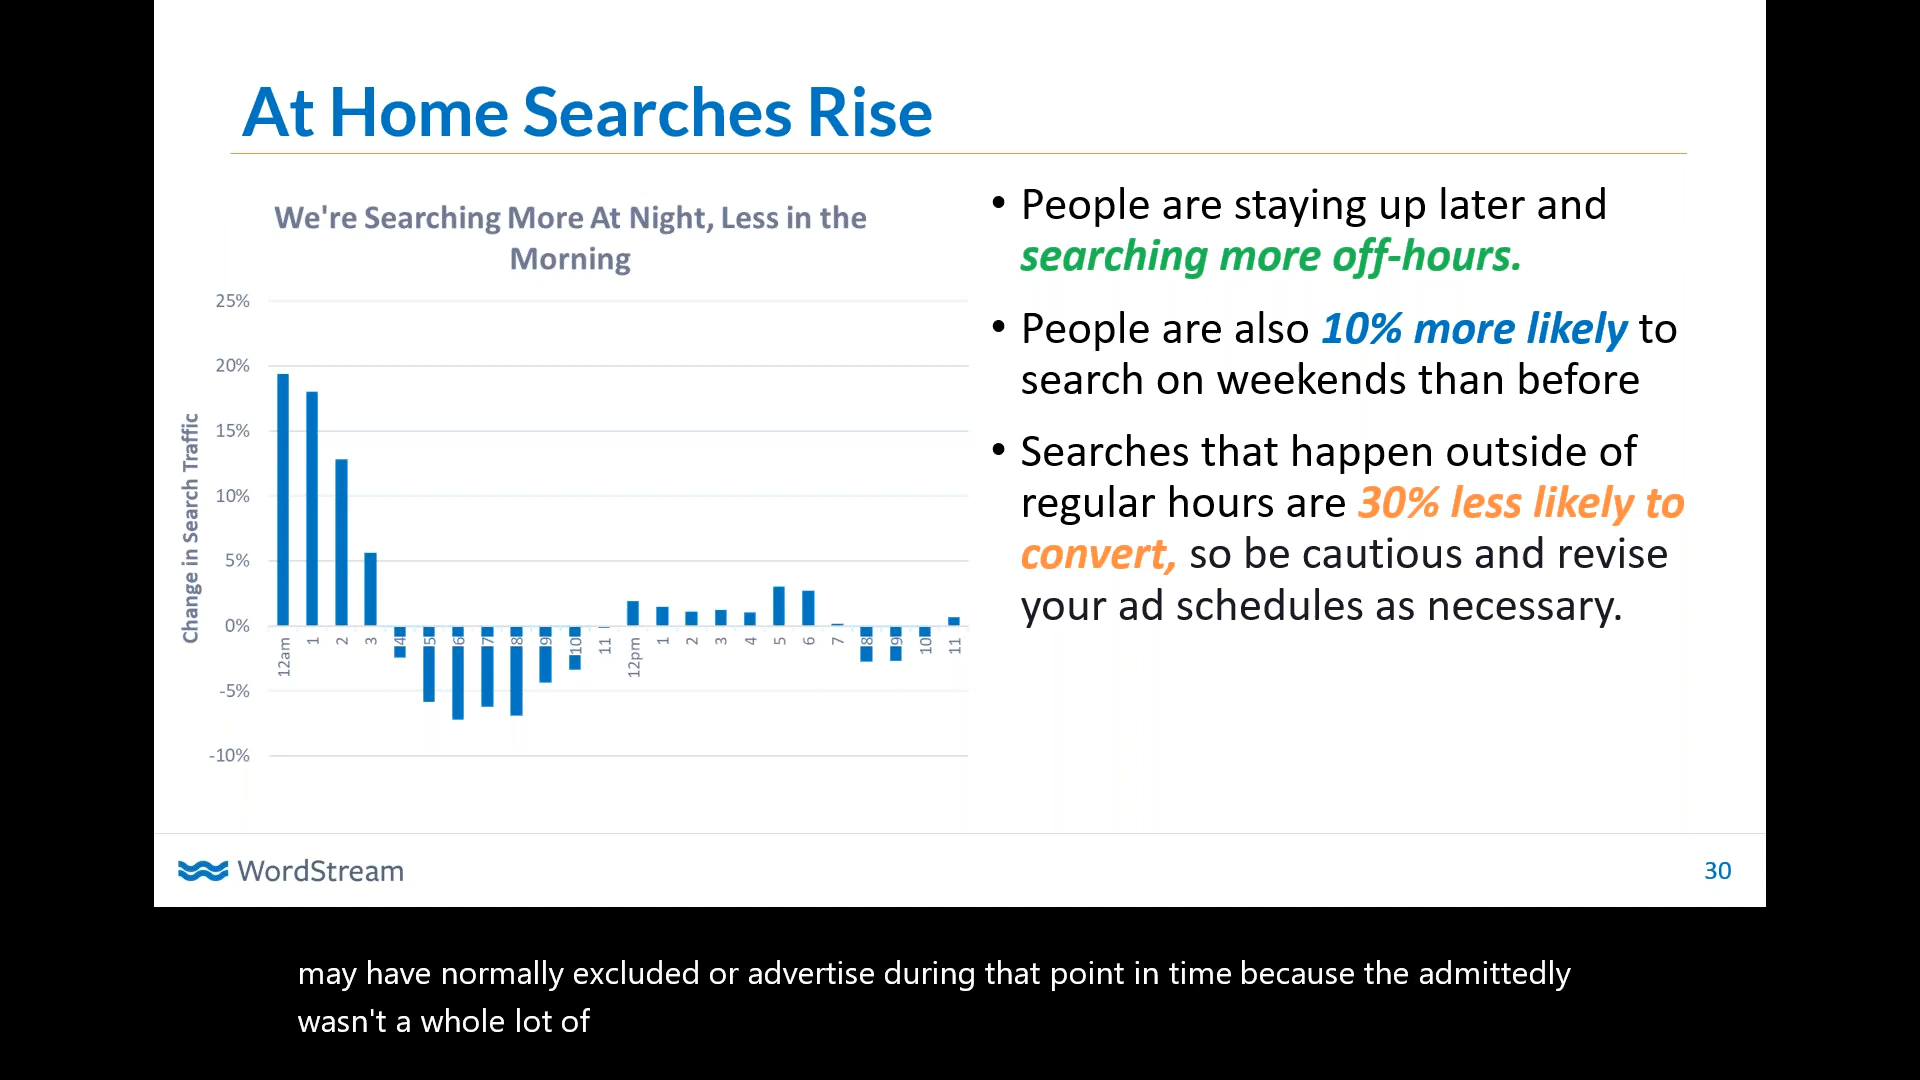 At Home Searches Rise
We're Searching More At Night, Less in the
Morning
Change in Search Traffic
25%
20%
15%
10%
5%
0%
-5%
-10%
12am 1 2 3 4 5 6 7 8 9 10 11 12pm 1 2 3 4 5 6 7 8 9 10 11
• People are staying up later and
searching more off-hours.
• People are also 10% more likely to
search on weekends than before
• Searches that happen outside of
regular hours are 30% less likely to
convert, so be cautious and revise
your ad schedules as necessary.
WordStream
30
may have normally excluded or advertise during that point in time because the admittedly
wasn't a whole lot of